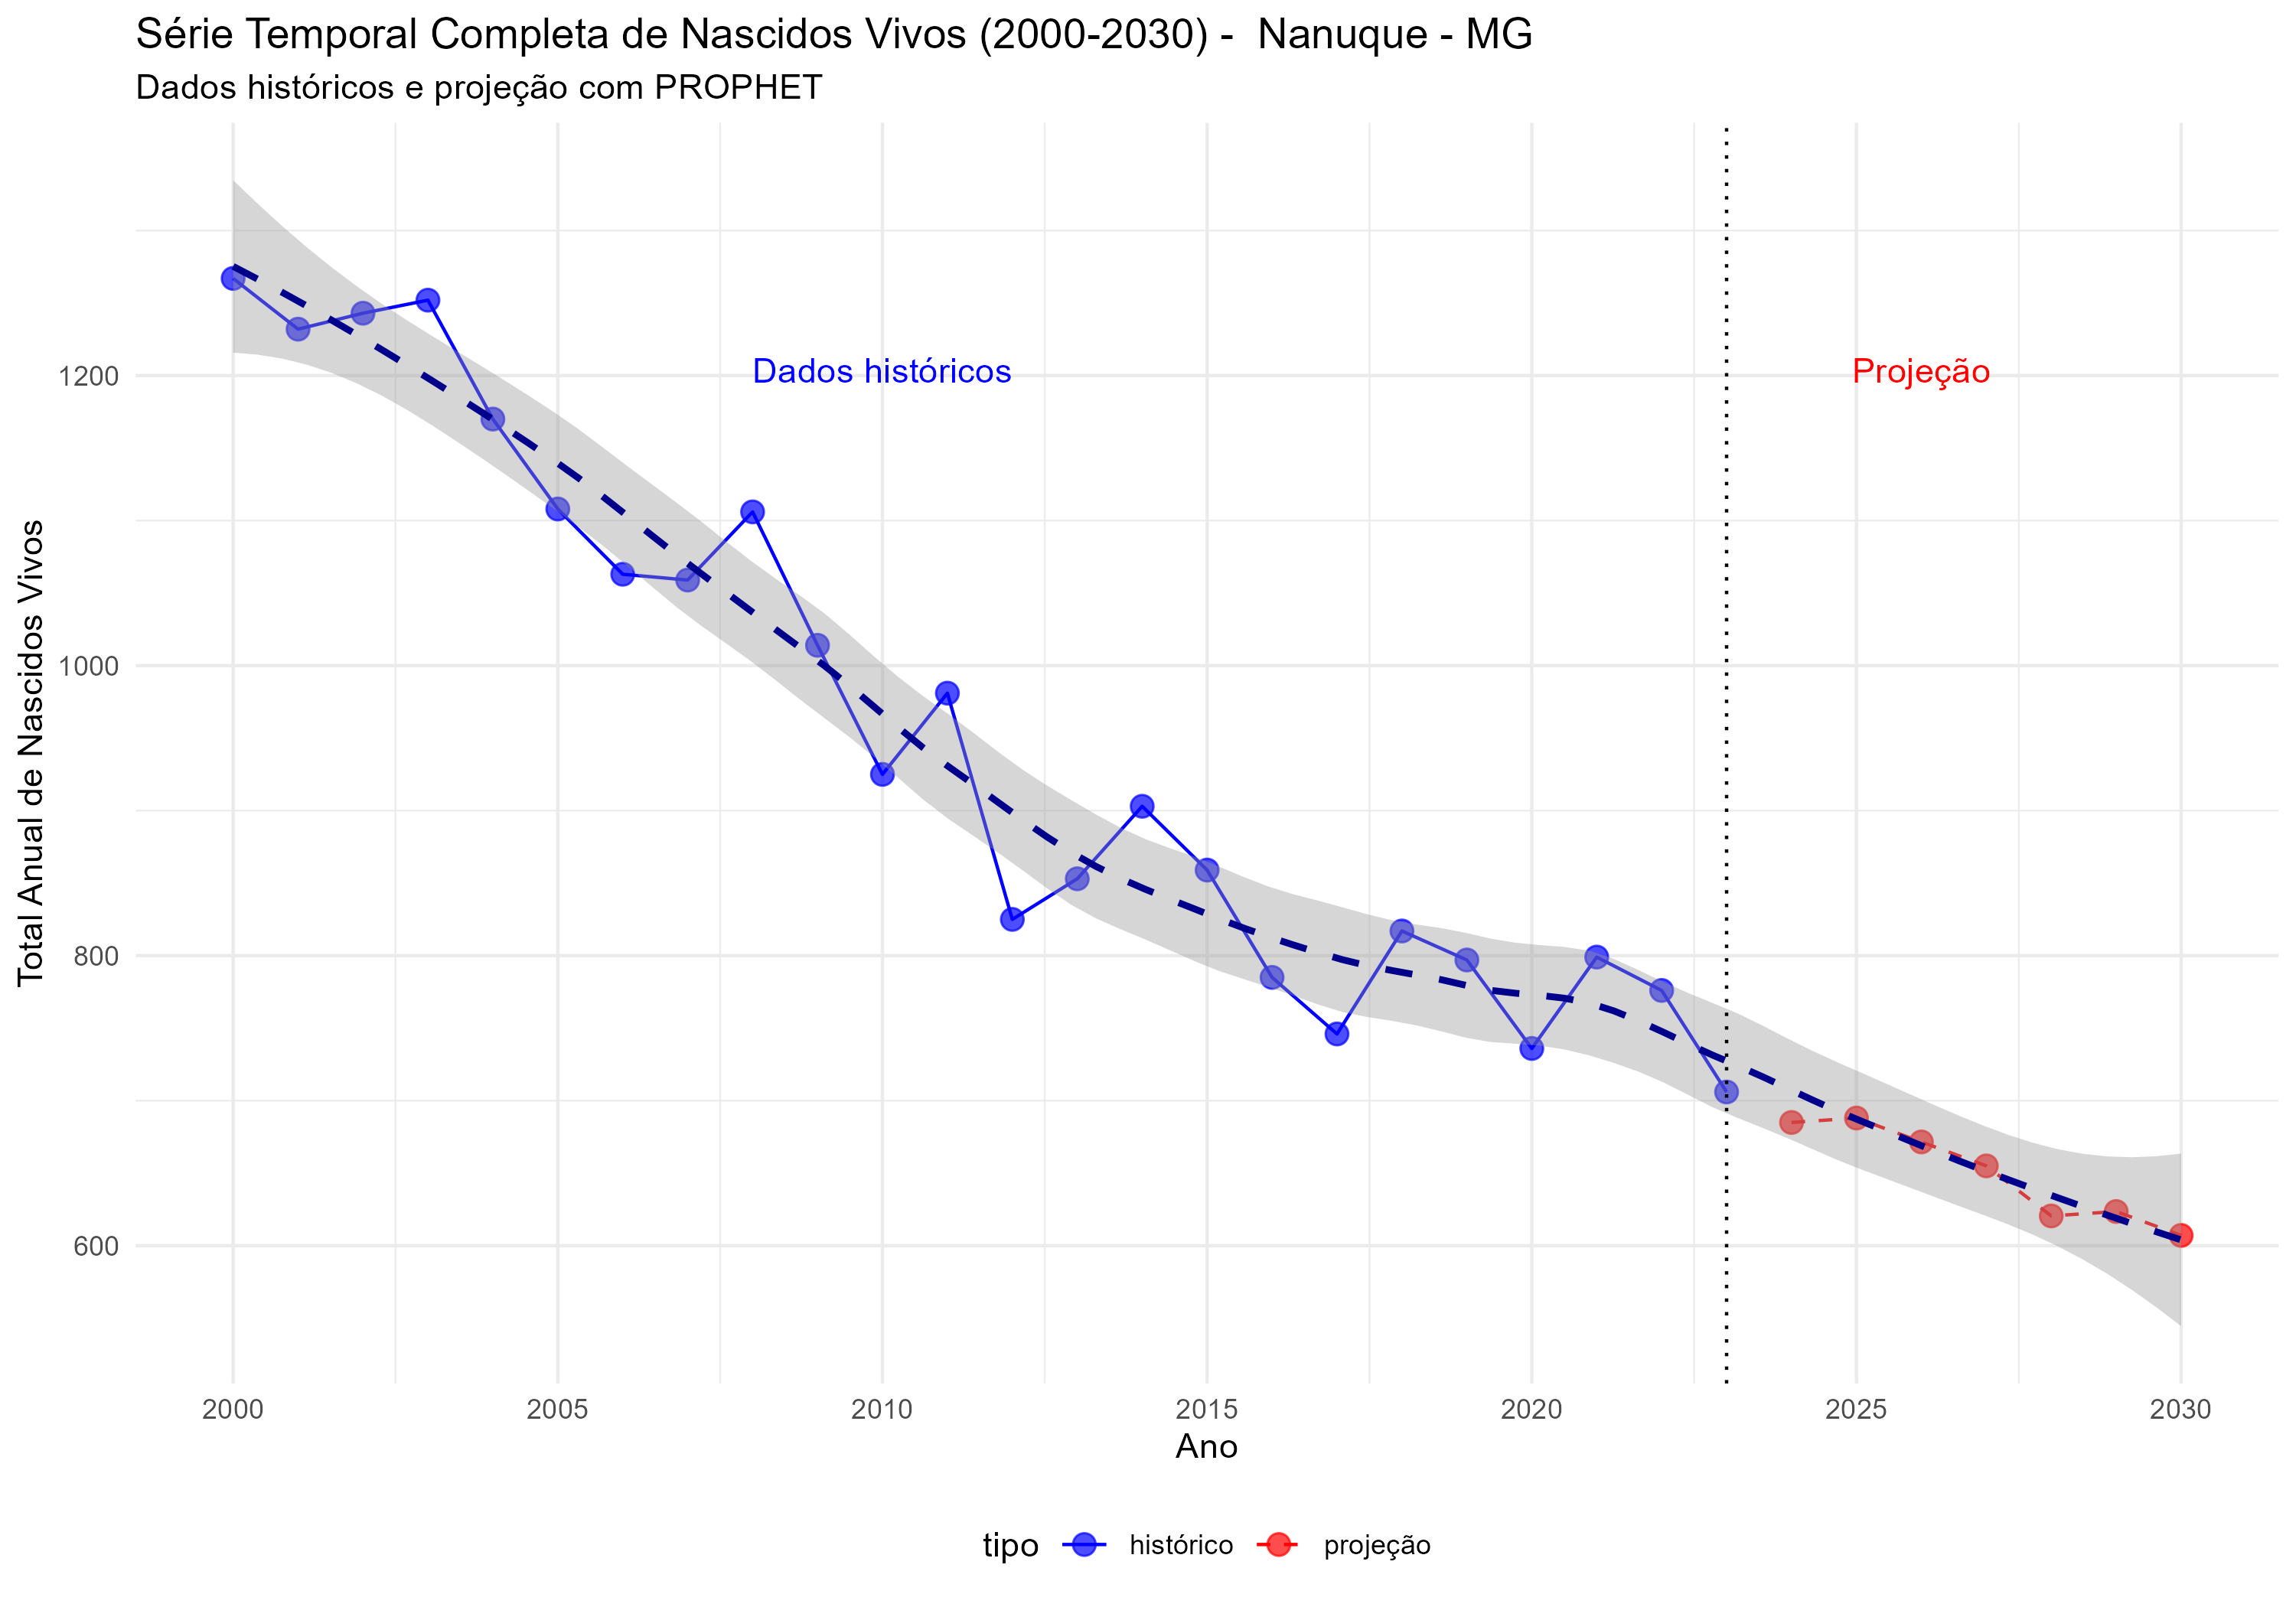 Série Temporal Completa de Nascidos Vivos (2000-2030) -  Nanuque - MG
Dados históricos e projeção com PROPHET
Total Anual de Nascidos Vivos
1200
1000
800
600
Dados históricos
Projeção
2000 2005 2010 2015 2020 2025 2030
Ano
tipo histórico projeção